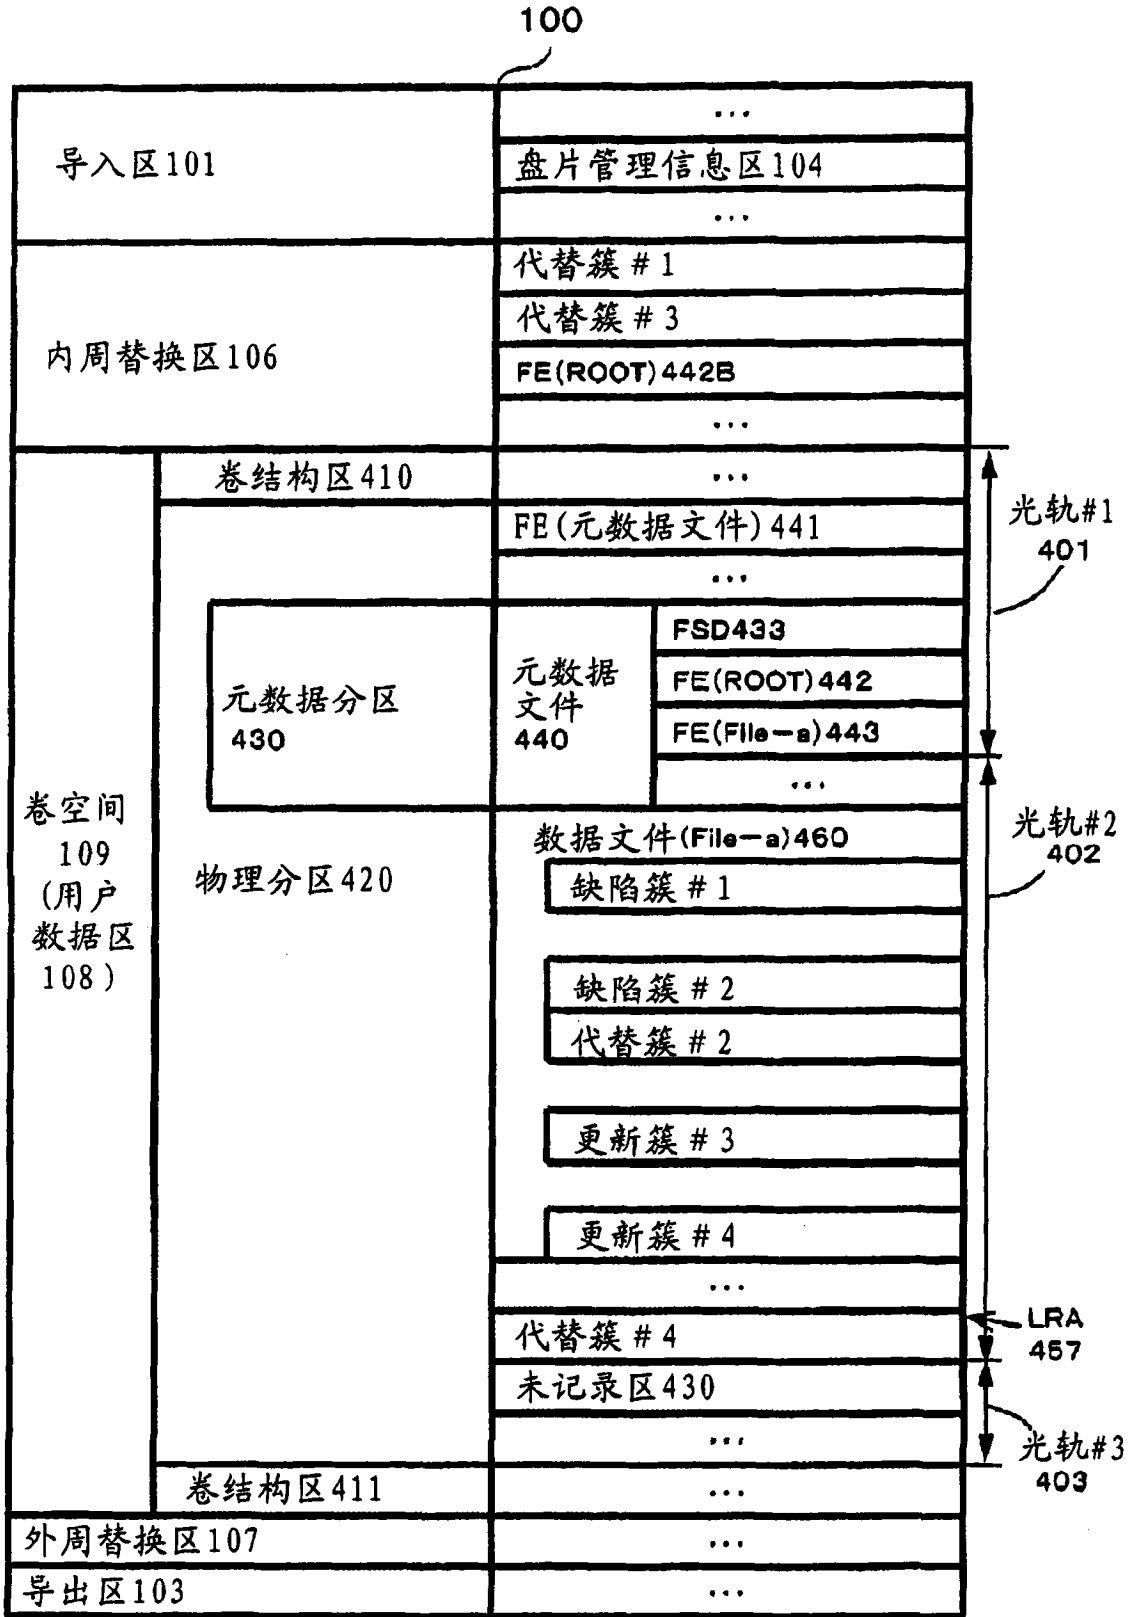 100
...
导入区101
盘片管理信息区104
...
代替簇#1
代替簇#3
内周替换区106
FE(ROOT)442B
...
卷结构区410
...
光轨#1
401
FE(元数据文件)441
...
元数据分区
430
元数据
文件
440
FSD433
FE(ROOT)442
FE(File-a)443
...
卷空间
109
(用户
数据区
108)
物理分区420
数据文件(File-a)460
光轨#2
402
缺陷簇#1
缺陷簇#2
代替簇#2
更新簇#3
更新簇#4
...
代替簇#4
LRA
457
未记录区430
...
光轨#3
403
卷结构区411
...
外周替换区107
...
导出区103
...